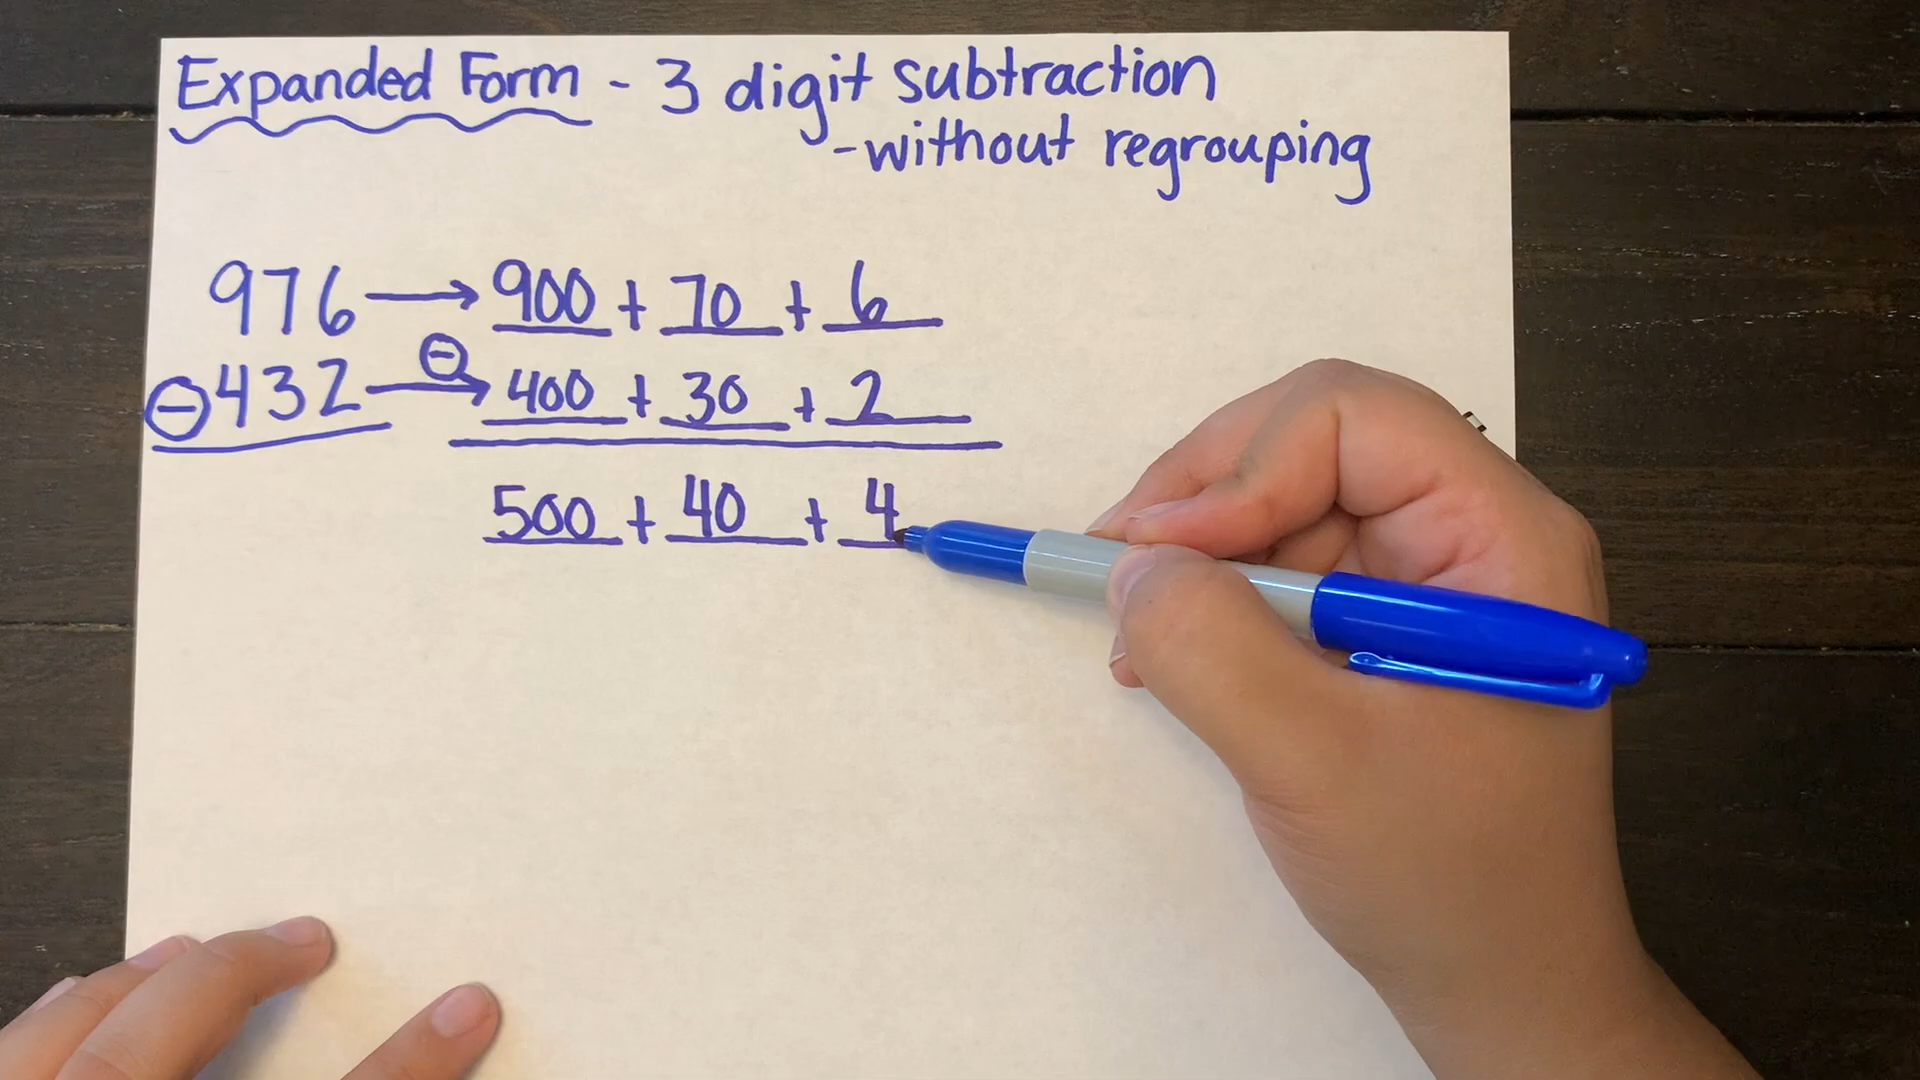 Expanded Form - 3 digit subtraction
-without regrouping
976 → 900 + 70 + 6
⊖432 ⊖→ 400 + 30 + 2
500 + 40 + 4